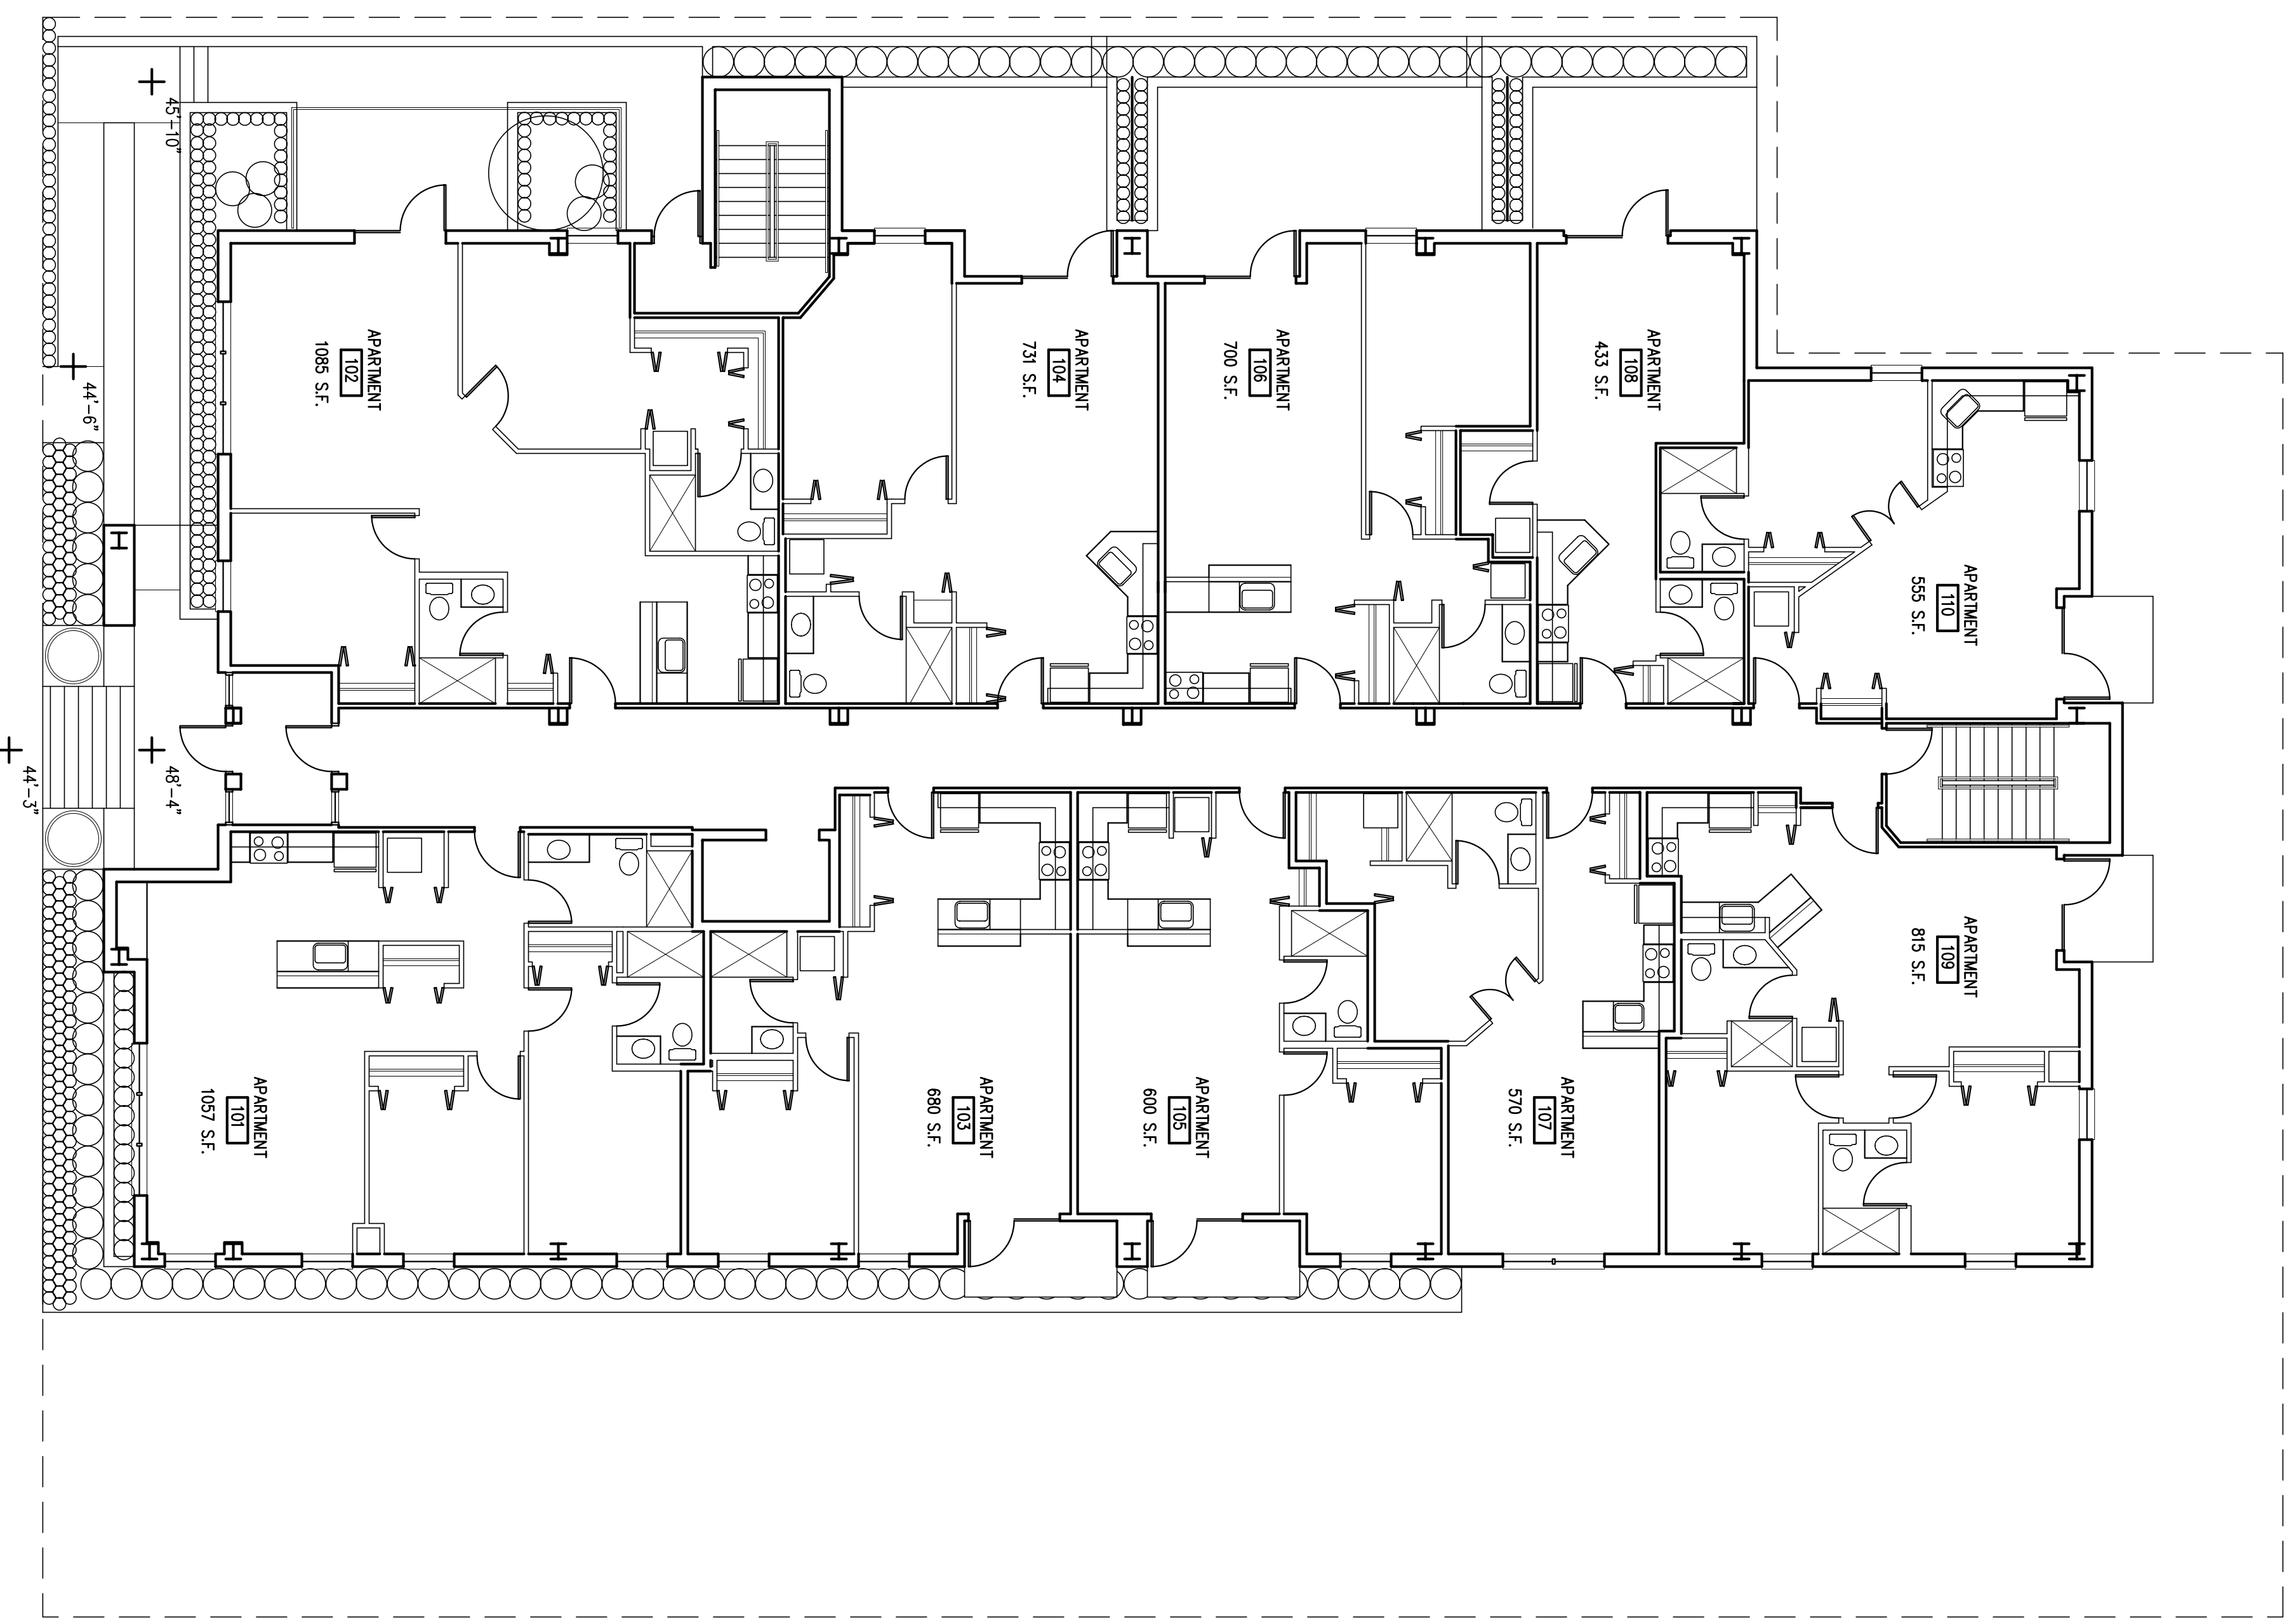 45'-10"
44'-6"
APARTMENT
102
1085 S.F.
APARTMENT
104
731 S.F.
APARTMENT
106
700 S.F.
APARTMENT
108
433 S.F.
APARTMENT
110
555 S.F.
48'-4"
44'-3"
APARTMENT
101
1057 S.F.
APARTMENT
103
680 S.F.
APARTMENT
105
600 S.F.
APARTMENT
107
570 S.F.
APARTMENT
109
815 S.F.